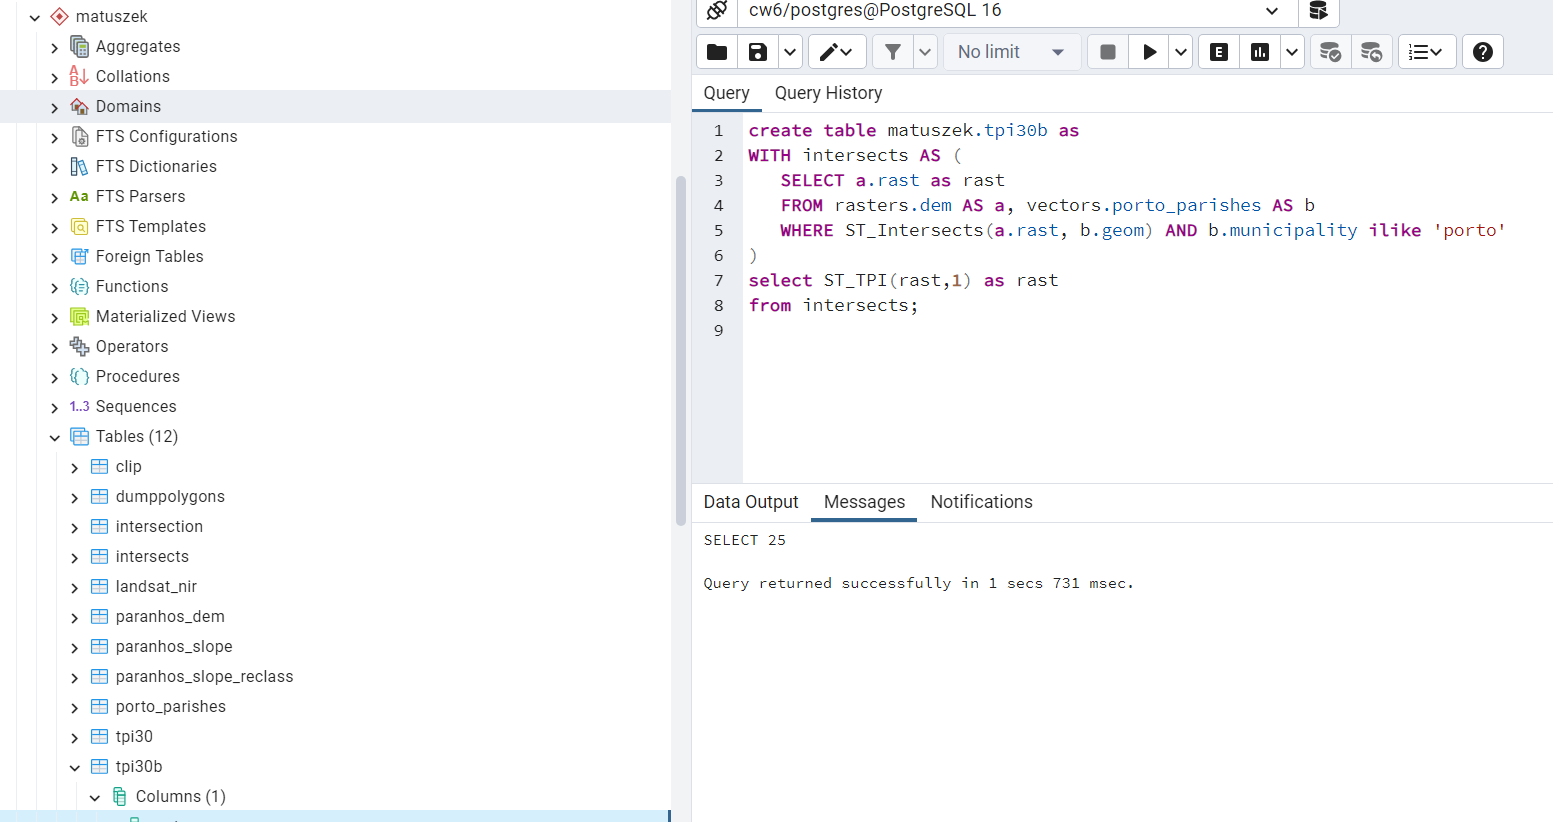 matuszek
Aggregates
Collations
Domains
FTS Configurations
FTS Dictionaries
Aa FTS Parsers
FTS Templates
Foreign Tables
Functions
Materialized Views
Operators
Procedures
1..3 Sequences
Tables (12)
clip
dumppolygons
intersection
intersects
landsat_nir
paranhos_dem
paranhos_slope
paranhos_slope_reclass
porto_parishes
tpi30
tpi30b
Columns (1)
cw6/postgres@PostgreSQL 16
No limit
E
Query Query History
1 create table matuszek.tpi30b as
2 WITH intersects AS (
3 SELECT a.rast as rast
4 FROM rasters.dem AS a, vectors.porto_parishes AS b
5 WHERE ST_Intersects(a.rast, b.geom) AND b.municipality ilike 'porto'
6 )
7 select ST_TPI(rast,1) as rast
8 from intersects;
9
Data Output Messages Notifications
SELECT 25
Query returned successfully in 1 secs 731 msec.